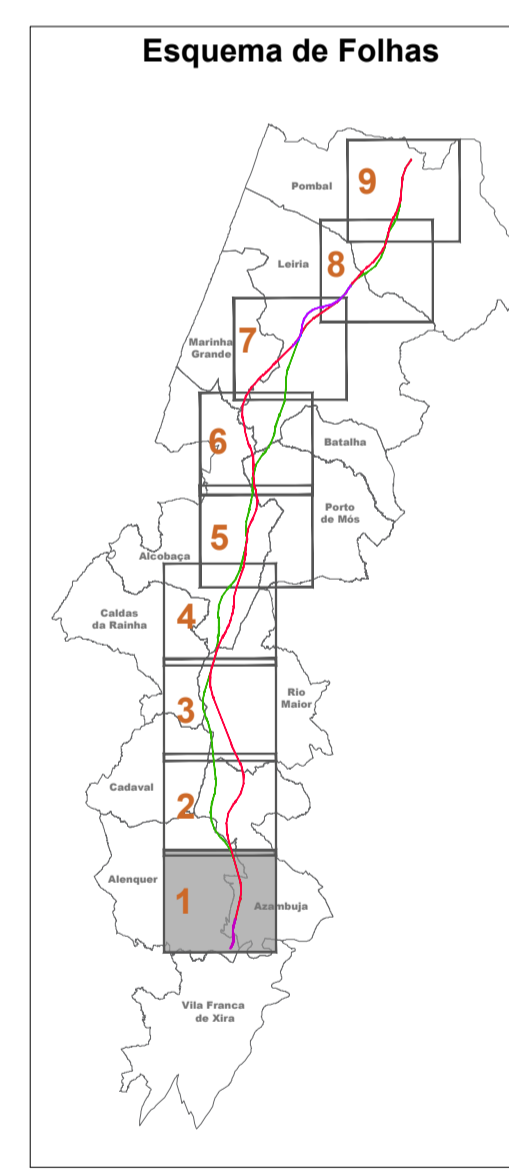 Esquema de Folhas
9
Pombal
8
Leiria
7
Marinha
Grande
6
Batalha
Porto
de Mós
5
Alcobaça
4
Caldas
da Rainha
Rio
Maior
3
Cadaval
2
Alenquer
1
Azambuja
Vila Franca
de Xira